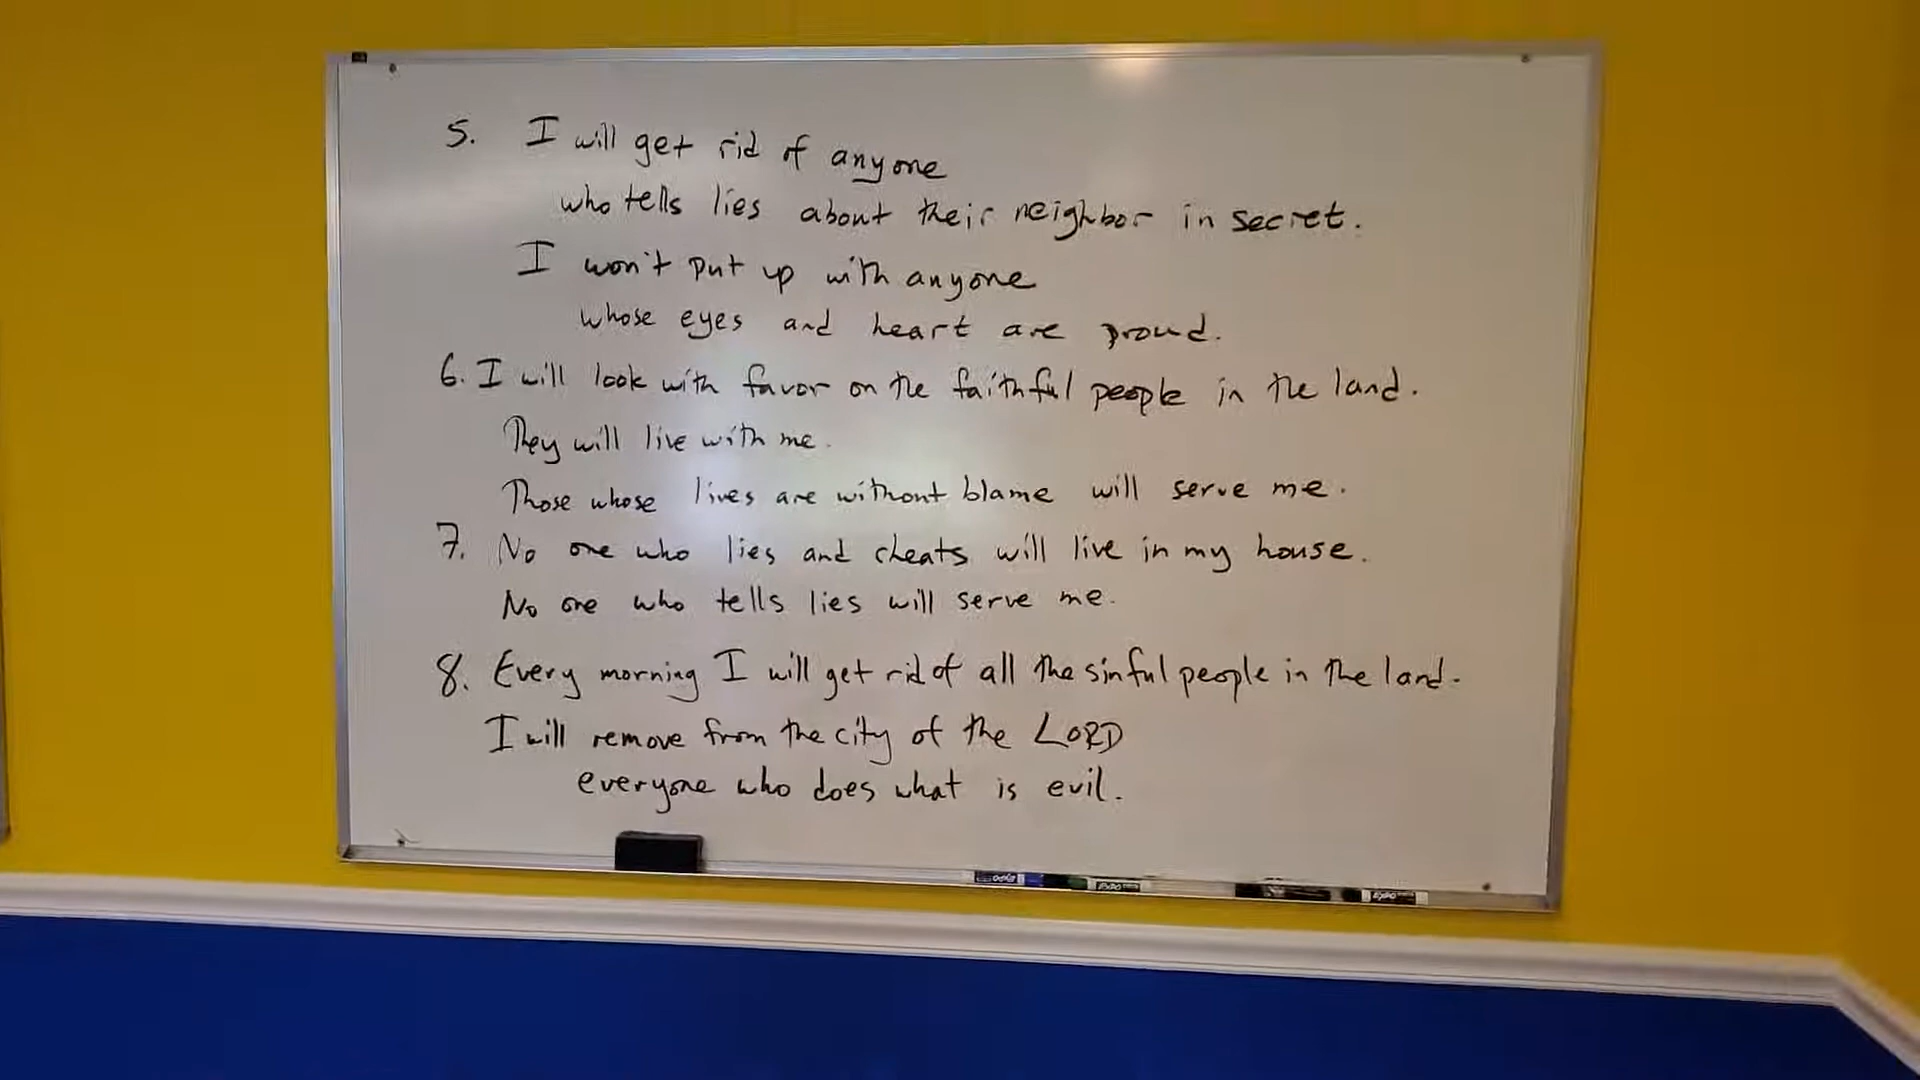 5. I will get rid of anyone
who tells lies about their neighbor in secret.
I won't put up with anyone
whose eyes and heart are proud.
6. I will look with favor on the faithful people in the land.
They will live with me.
Those whose lives are without blame will serve me.
7. No one who lies and cheats will live in my house.
No one who tells lies will serve me.
8. Every morning I will get rid of all the sinful people in the land.
I will remove from the city of the LORD
everyone who does what is evil.
EXPO
EXPO
EXPO